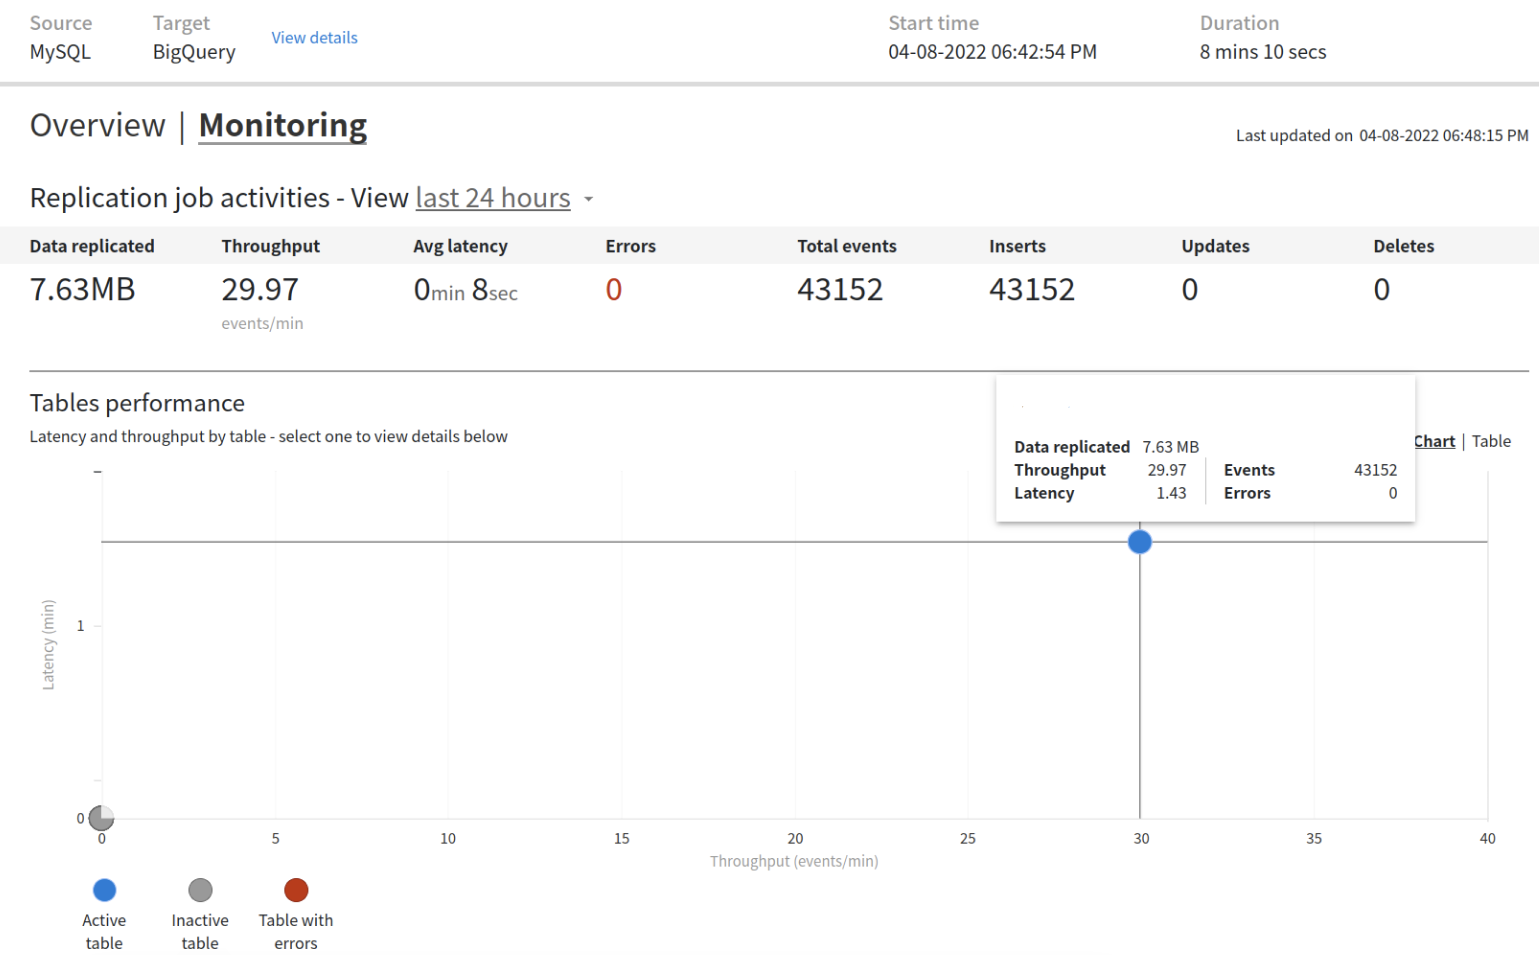 Source
Target
View details
Start time
Duration
MySQL
BigQuery
04-08-2022 06:42:54 PM
8 mins 10 secs
Overview | Monitoring
Last updated on 04-08-2022 06:48:15 PM
Replication job activities - View last 24 hours
Data replicated
Throughput
Avg latency
Errors
Total events
Inserts
Updates
Deletes
7.63MB
29.97
0min 8sec
0
43152
43152
0
0
events/min
Tables performance
Latency and throughput by table - select one to view details below
Chart | Table
Data replicated 7.63 MB
Throughput 29.97 Events 43152
Latency 1.43 Errors 0
Latency (min)
1
0
0 5 10 15 20 25 30 35 40
Throughput (events/min)
Active table
Inactive table
Table with errors